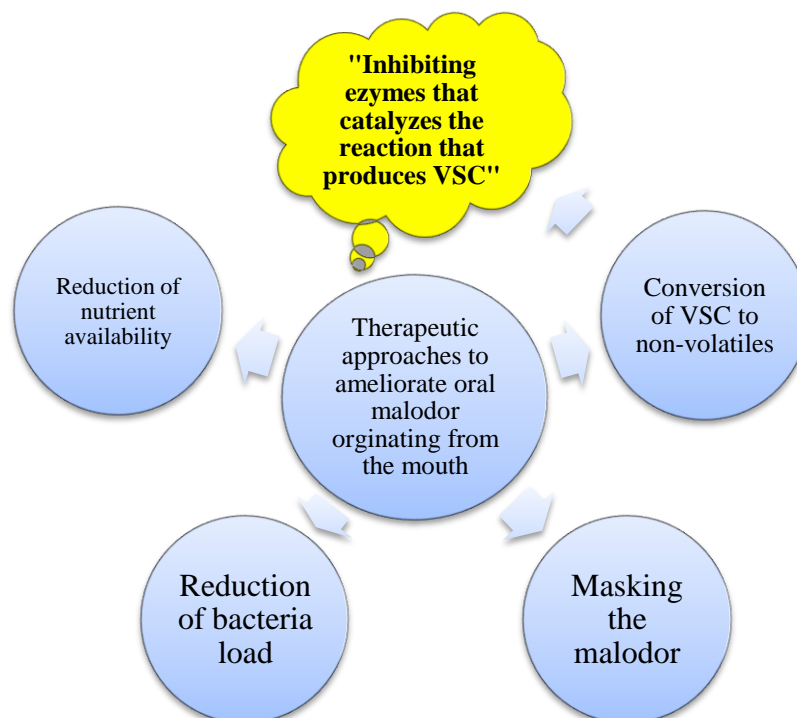 "Inhibiting
ezymes that
catalyzes the
reaction that
produces VSC"
Reduction of
nutrient
availability
Therapeutic
approaches to
ameliorate oral
malodor
orginating from
the mouth
Conversion
of VSC to
non-volatiles
Reduction
of bacteria
load
Masking
the
malodor